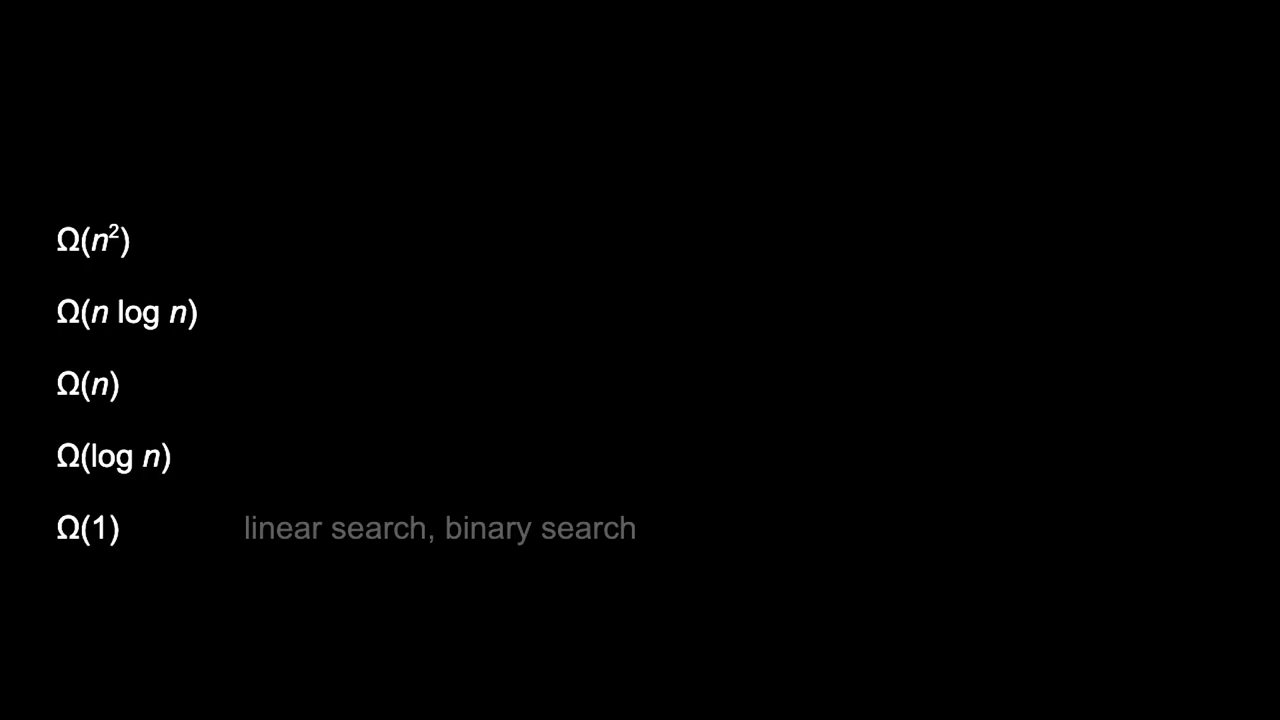 Ω(n²)
Ω(n log n)
Ω(n)
Ω(log n)
Ω(1) linear search, binary search